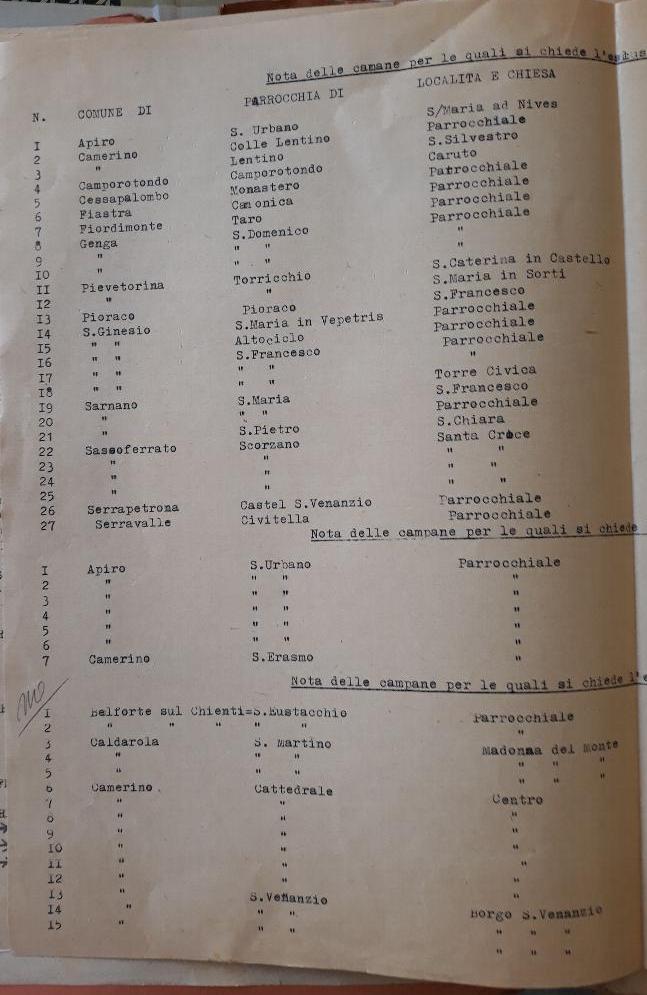 Nota delle camane per le quali si chiede l'es
N. COMUNE DI PARROCCHIA DI LOCALITA E CHIESA
I Apiro S. Urbano S/Maria ad Nives
2 Camerino Colle Lentino Parrocchiale
3 " Lentino S.Silvestro
4 Camporotondo Camporotondo Caruto
5 Cessapalombo Monastero Parrocchiale
6 Fiastra Canonica Parrocchiale
7 Fiordimonte Taro Parrocchiale
8 Genga S.Domenico Parrocchiale
9 " " " "
IO " " " "
II Pievetorina Torricchio S.Caterina in Castello
I2 " " S.Maria in Sorti
I3 Pioraco Pioraco S.Francesco
I4 S.Ginesio S.Maria in Vepetris Parrocchiale
I5 " " Altociclo Parrocchiale
I6 " " S.Francesco Parrocchiale
I7 " " " " "
I8 " " " " Torre Civica
I9 Sarnano S.Maria S.Francesco
20 " " " Parrocchiale
21 " S.Pietro S.Chiara
22 Sassoferrato Scorzano Santa Croce
23 " " " "
24 " " " "
25 " " " "
26 Serrapetrona Castel S.Venanzio Parrocchiale
27 Serravalle Civitella Parrocchiale
Nota delle campane per le quali si chiede
I Apiro S.Urbano Parrocchiale
2 " " " "
3 " " " "
4 " " " "
5 " " " "
6 " " " "
7 Camerino S.Erasmo "
Nota delle campane per le quali si chiede l'e
I Belforte sul Chienti=S.Eustacchio Parrocchiale
2 " " " " " "
3 Caldarola S. Martino Madonna del Monte
4 " " " " " "
5 " " " " " "
6 Camerino Cattedrale Centro
7 " " "
8 " " "
9 " " "
IO " " "
II " " "
I2 " " "
I3 " S.Venanzio Borgo S.Venanzio
I4 " " " " " "
I5 " " " " " "